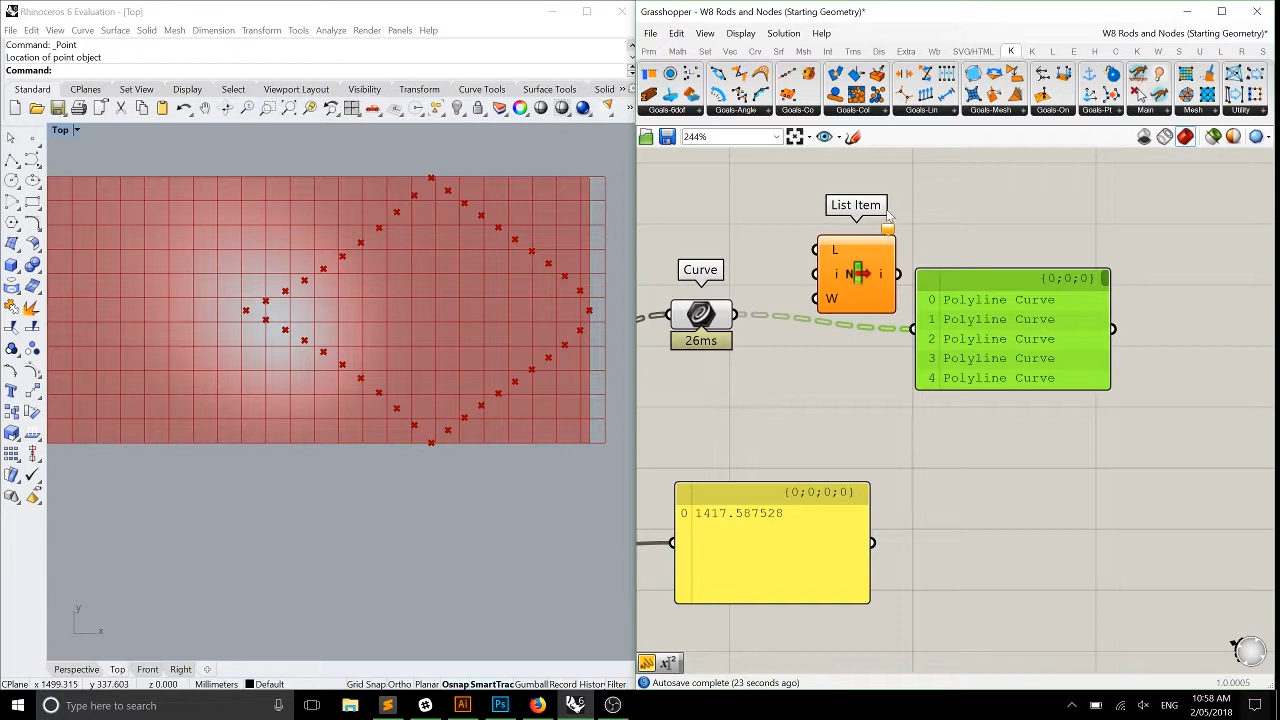 Rhinoceros 6 Evaluation - [Top]
File Edit View Curve Surface Solid Mesh Dimension Transform Tools Analyze Render Panels Help
Command: _Point
Location of point object
Command:
Standard CPlanes Set View Display Select Viewport Layout Visibility Transform Curve Tools Surface Tools Solid
Top
y
x
Perspective Top Front Right
CPlane x 1499.315 y 337.603 z 0.000 Millimeters Default Grid Snap Ortho Planar Osnap SmartTrac Gumball Record Histor Filter
Grasshopper - W8 Rods and Nodes (Starting Geometry)*
File Edit View Display Solution Help
W8 Rods and Nodes (Starting Geometry)*
Prm Math Set Vec Crv Srf Msh Int Trns Dis Extra Wb SVG/HTML K K L E H C B M K W L S U L R S
Goals-6dof Goals-Angle Goals-Co Goals-Col Goals-Lin Goals-Mesh Goals-On Goals-Pt Main Mesh Utility
244%
List Item
L
i N i
W
Curve
26ms
{0;0;0}
0 Polyline Curve
1 Polyline Curve
2 Polyline Curve
3 Polyline Curve
4 Polyline Curve
{0;0;0;0}
0 1417.587528
Autosave complete (23 seconds ago)
1.0.0005
Type here to search
ENG
10:58 AM
2/05/2018